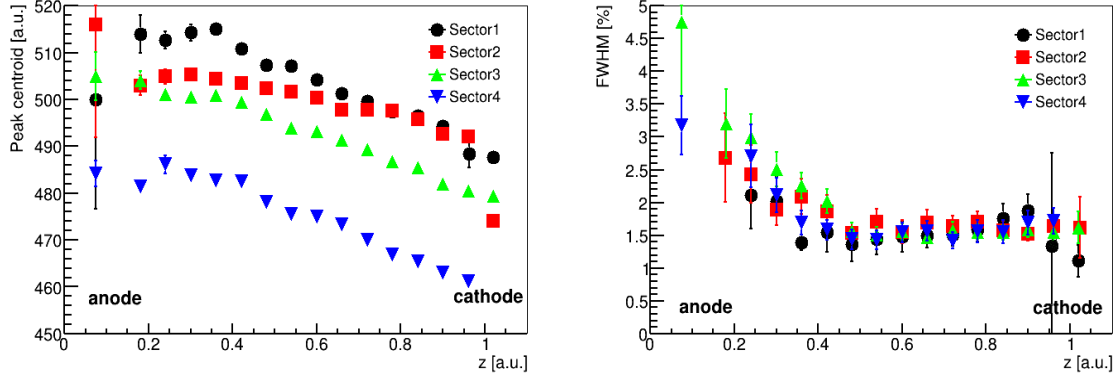 Peak centroid [a.u.]
520
510
500
490
480
470
460
450
Sector1
Sector2
Sector3
Sector4
anode
cathode
0
0.2
0.4
0.6
0.8
1
z [a.u.]
FWHM [%]
5
4.5
4
3.5
3
2.5
2
1.5
1
0.5
0
Sector1
Sector2
Sector3
Sector4
anode
cathode
0
0.2
0.4
0.6
0.8
1
z [a.u.]